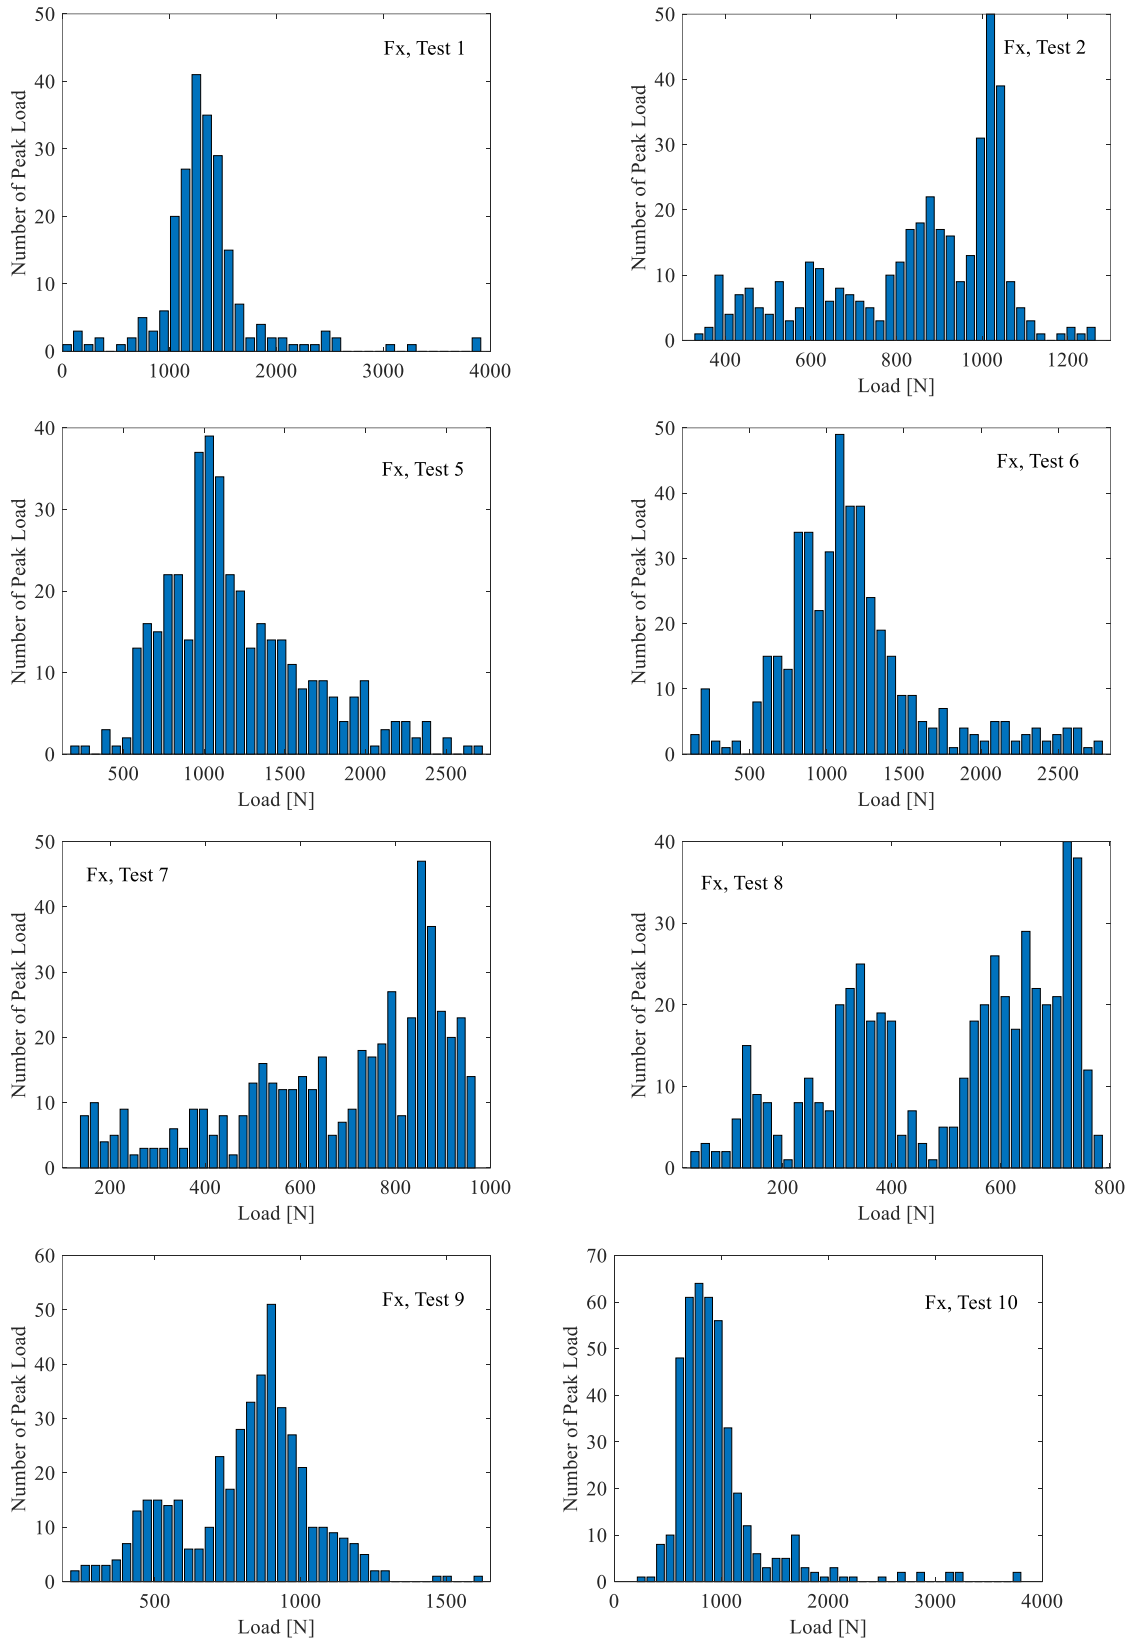 Fx, Test 1
Number of Peak Load
50
40
30
20
10
0
0 1000 2000 3000 4000
Fx, Test 2
Number of Peak Load
50
40
30
20
10
0
400 600 800 1000 1200
Load [N]
Fx, Test 5
Number of Peak Load
40
30
20
10
0
500 1000 1500 2000 2500
Load [N]
Fx, Test 6
Number of Peak Load
50
40
30
20
10
0
500 1000 1500 2000 2500
Load [N]
Fx, Test 7
Number of Peak Load
50
40
30
20
10
0
200 400 600 800 1000
Load [N]
Fx, Test 8
Number of Peak Load
40
30
20
10
0
200 400 600 800
Load [N]
Fx, Test 9
Number of Peak Load
60
50
40
30
20
10
0
500 1000 1500
Load [N]
Fx, Test 10
Number of Peak Load
70
60
50
40
30
20
10
0
0 1000 2000 3000 4000
Load [N]